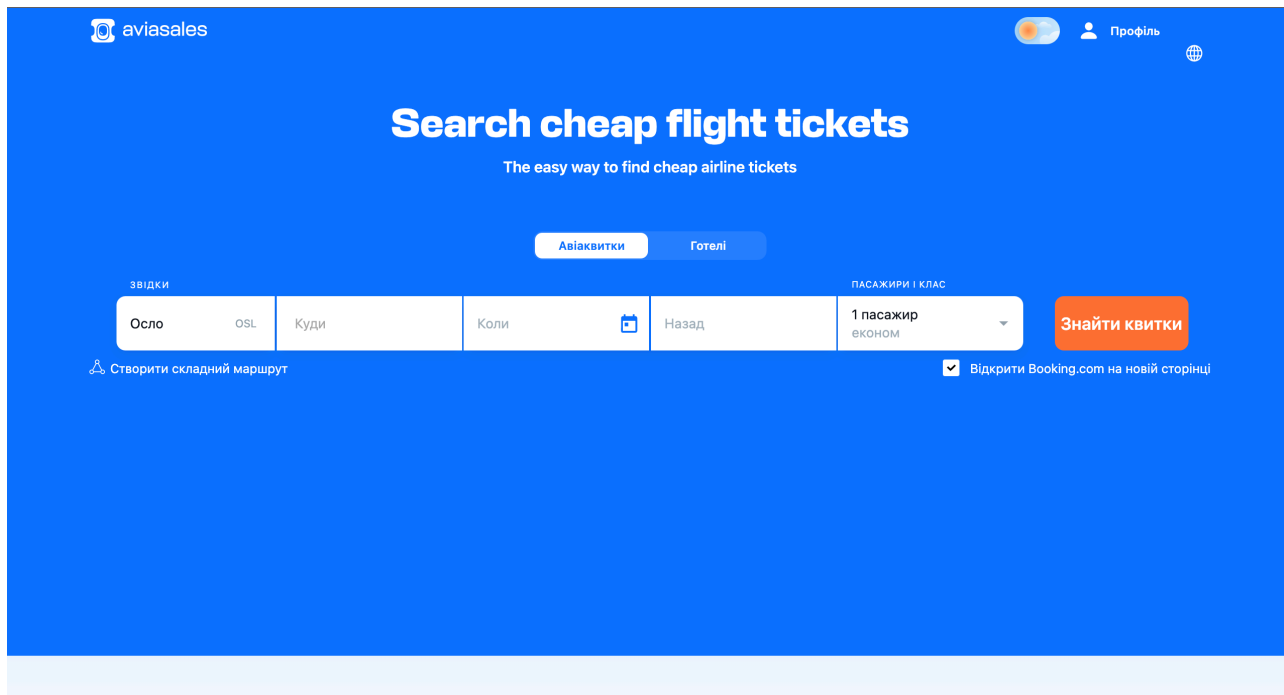 aviasales
Профіль
Search cheap flight tickets
The easy way to find cheap airline tickets
Авіаквитки Готелі
ЗВІДКИ ПАСАЖИРИ І КЛАС
Осло OSL Куди Коли Назад 1 пасажир
економ
Знайти квитки
Створити складний маршрут Відкрити Booking.com на новій сторінці